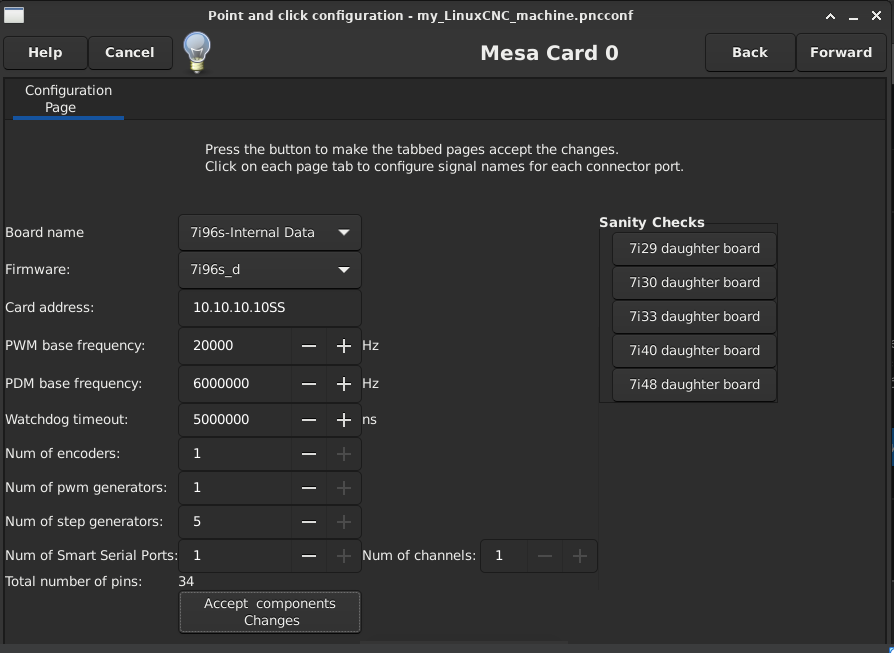 Point and click configuration - my_LinuxCNC_machine.pncconf
Help Cancel Mesa Card 0 Back Forward
Configuration
Page
Press the button to make the tabbed pages accept the changes.
Click on each page tab to configure signal names for each connector port.
Sanity Checks
Board name 7i96s-Internal Data 7i29 daughter board
Firmware: 7i96s_d 7i30 daughter board
Card address: 10.10.10.10SS 7i33 daughter board
PWM base frequency: 20000 Hz 7i40 daughter board
PDM base frequency: 6000000 Hz 7i48 daughter board
Watchdog timeout: 5000000 ns
Num of encoders: 1
Num of pwm generators: 1
Num of step generators: 5
Num of Smart Serial Ports: 1 Num of channels: 1
Total number of pins: 34
Accept components
Changes